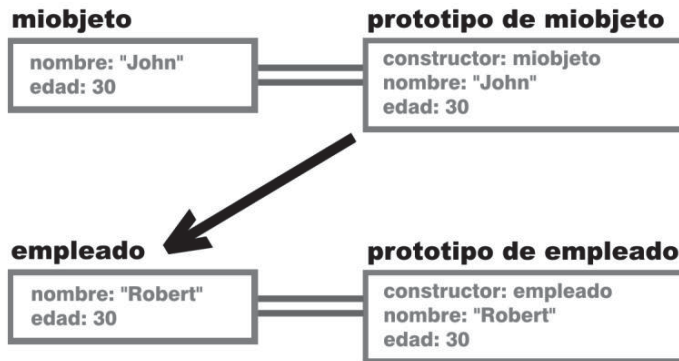 miobjeto
nombre: "John"
edad: 30
prototipo de miobjeto
constructor: miobjeto
nombre: "John"
edad: 30
empleado
nombre: "Robert"
edad: 30
prototipo de empleado
constructor: empleado
nombre: "Robert"
edad: 30